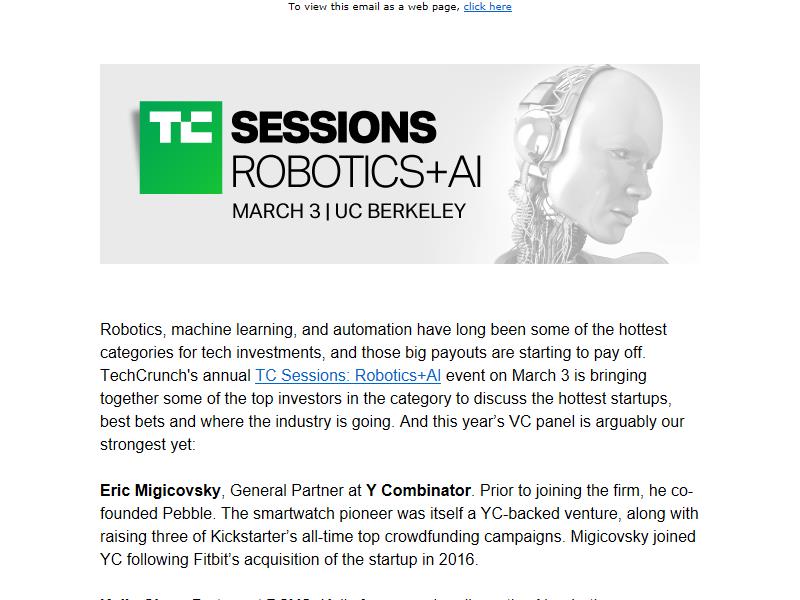 To view this email as a web page, click here
TC SESSIONS
ROBOTICS+AI
MARCH 3 | UC BERKELEY
Robotics, machine learning, and automation have long been some of the hottest
categories for tech investments, and those big payouts are starting to pay off.
TechCrunch's annual TC Sessions: Robotics+AI event on March 3 is bringing
together some of the top investors in the category to discuss the hottest startups,
best bets and where the industry is going. And this year’s VC panel is arguably our
strongest yet:
Eric Migicovsky, General Partner at Y Combinator. Prior to joining the firm, he co-
founded Pebble. The smartwatch pioneer was itself a YC-backed venture, along with
raising three of Kickstarter’s all-time top crowdfunding campaigns. Migicovsky joined
YC following Fitbit’s acquisition of the startup in 2016.